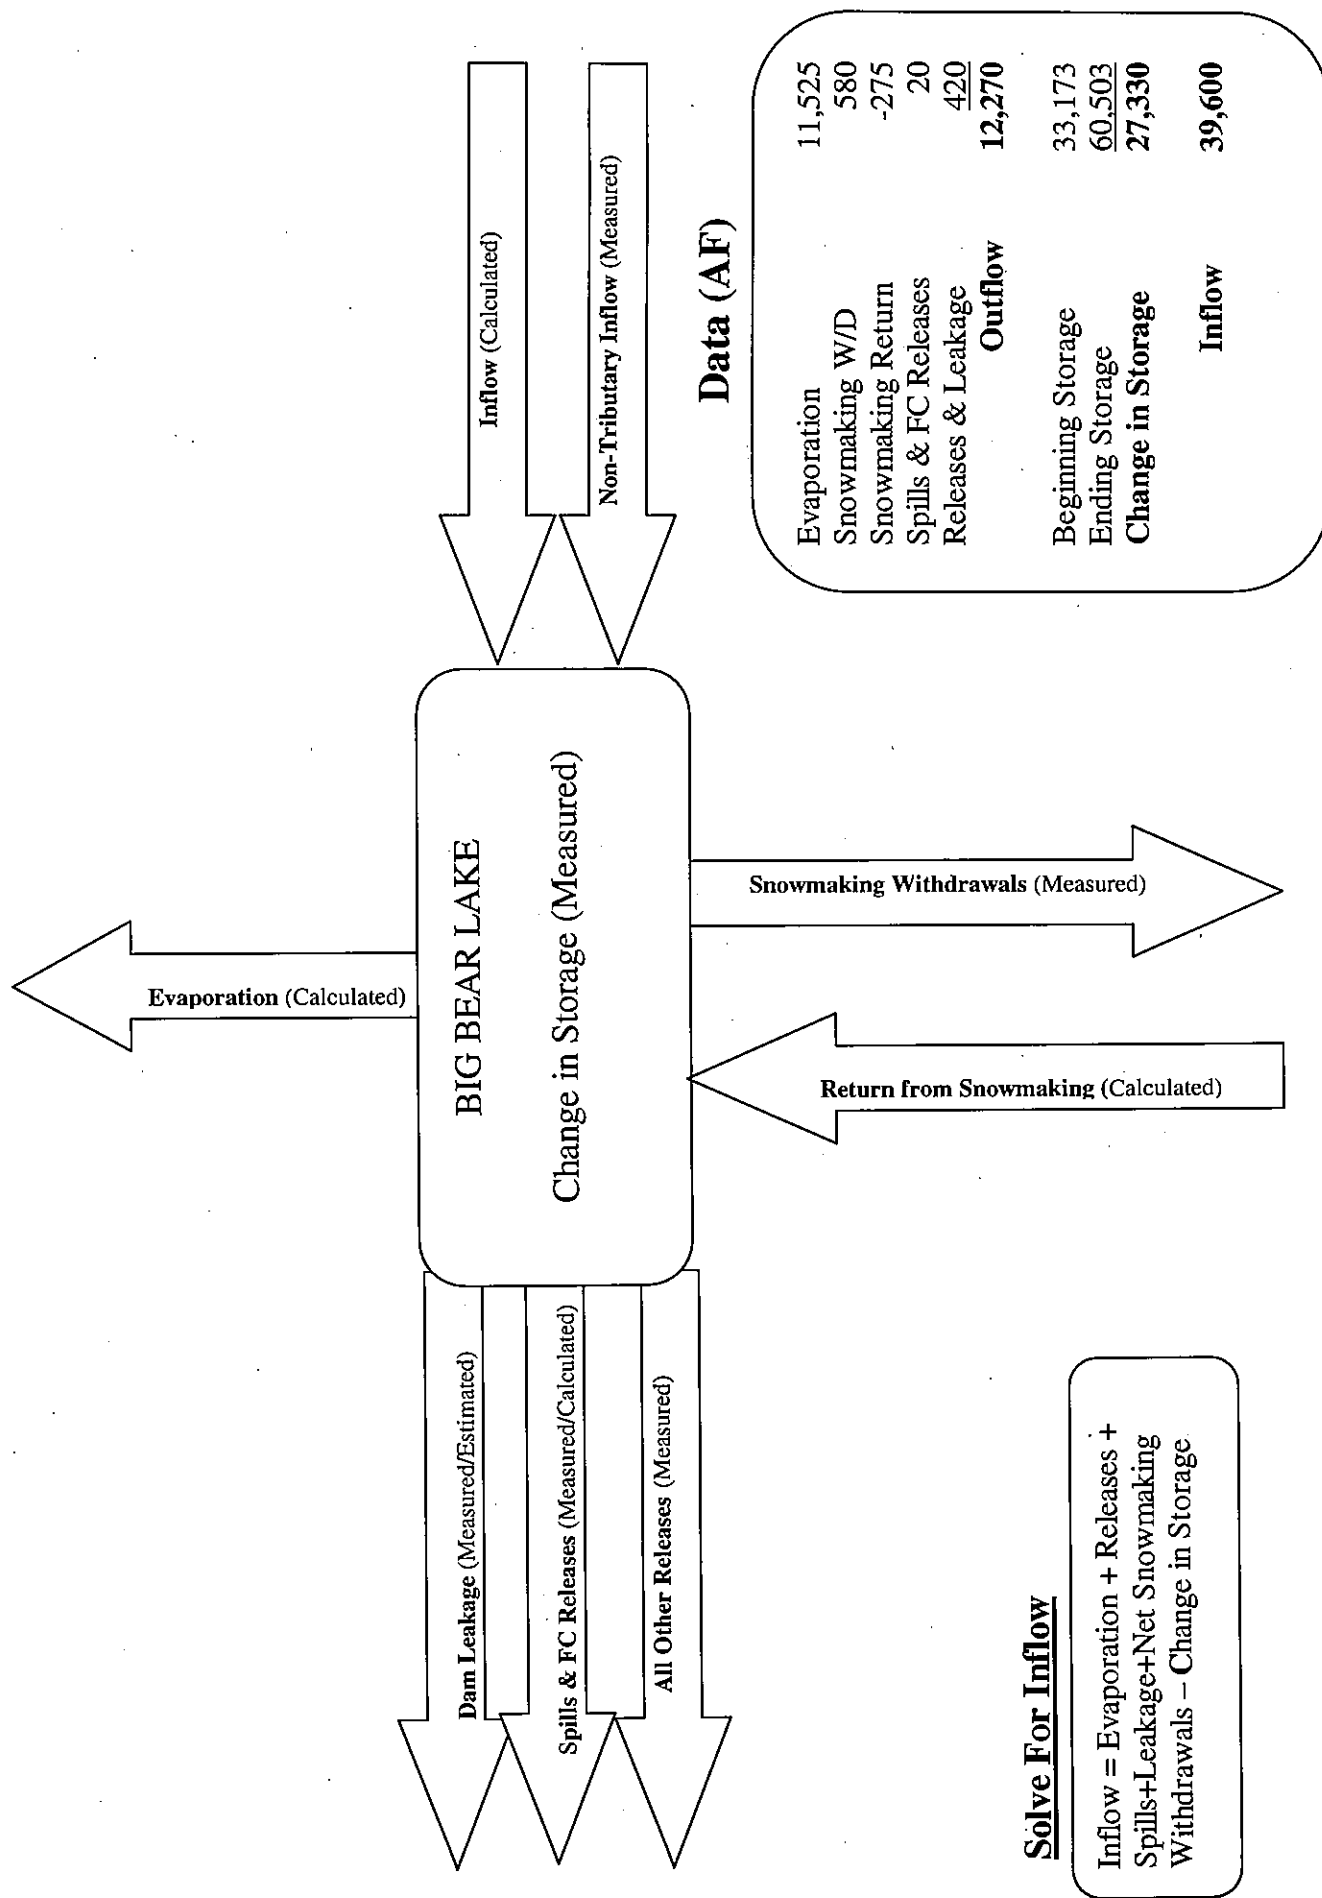 Dam Leakage (Measured/Estimated)
Spills & FC Releases (Measured/Calculated)
All Other Releases (Measured)
Evaporation (Calculated)
BIG BEAR LAKE
Change in Storage (Measured)
Inflow (Calculated)
Non-Tributary Inflow (Measured)
Return from Snowmaking (Calculated)
Snowmaking Withdrawals (Measured)
Solve For Inflow
Inflow = Evaporation + Releases +
Spills+Leakage+Net Snowmaking
Withdrawals – Change in Storage
Data (AF)
Evaporation 11,525
Snowmaking W/D 580
Snowmaking Return -275
Spills & FC Releases 20
Releases & Leakage 420
Outflow 12,270
Beginning Storage 33,173
Ending Storage 60,503
Change in Storage 27,330
Inflow 39,600